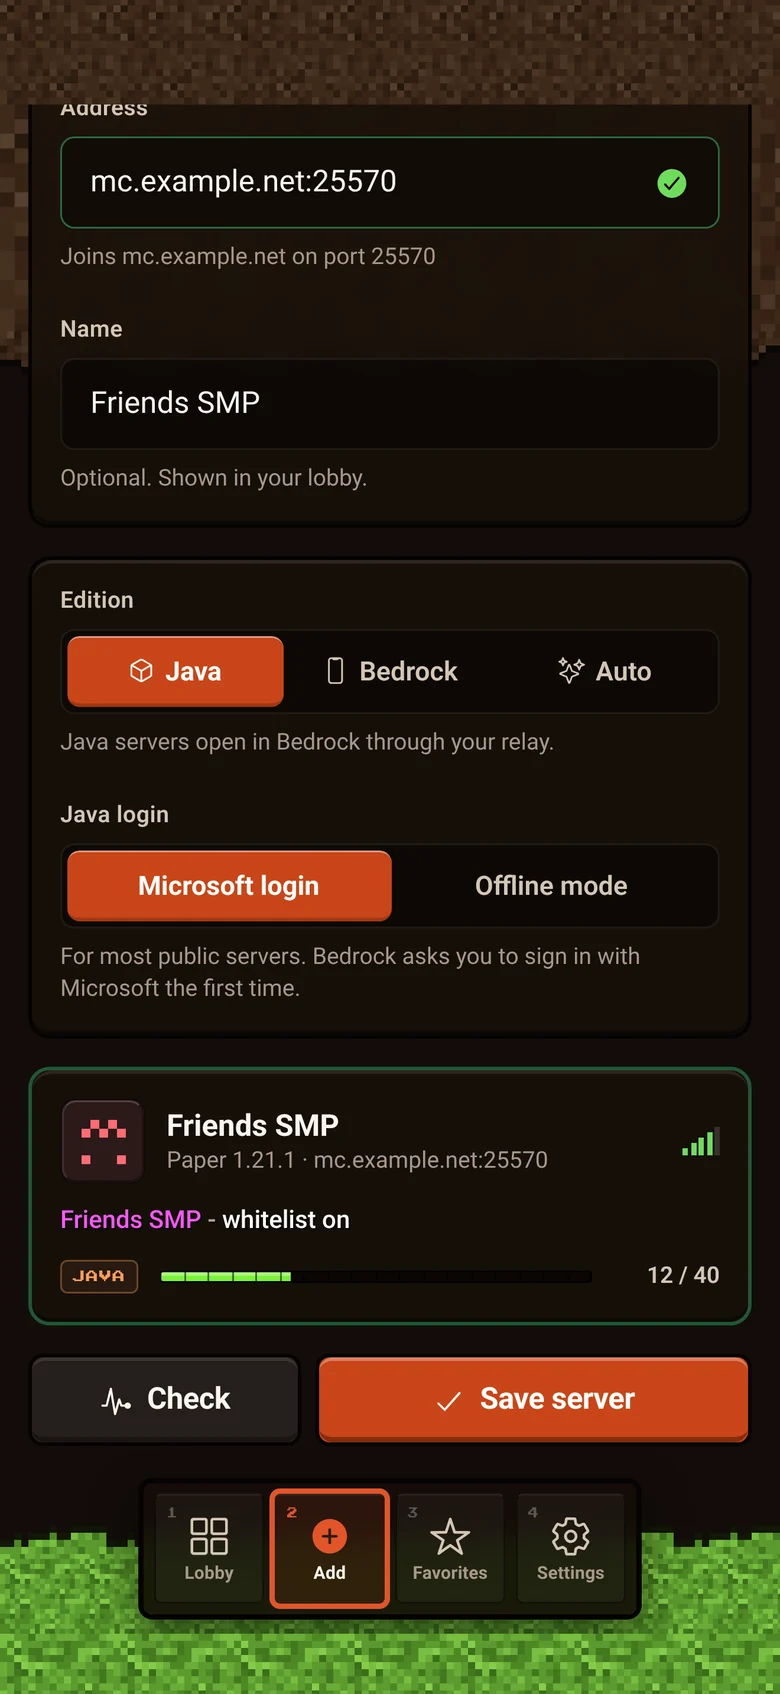 Address
mc.example.net:25570
Joins mc.example.net on port 25570
Name
Friends SMP
Optional. Shown in your lobby.
Edition
Java
Bedrock
Auto
Java servers open in Bedrock through your relay.
Java login
Microsoft login
Offline mode
For most public servers. Bedrock asks you to sign in with
Microsoft the first time.
Friends SMP
Paper 1.21.1 · mc.example.net:25570
Friends SMP - whitelist on
JAVA
12 / 40
Check
Save server
1
Lobby
2
Add
3
Favorites
4
Settings